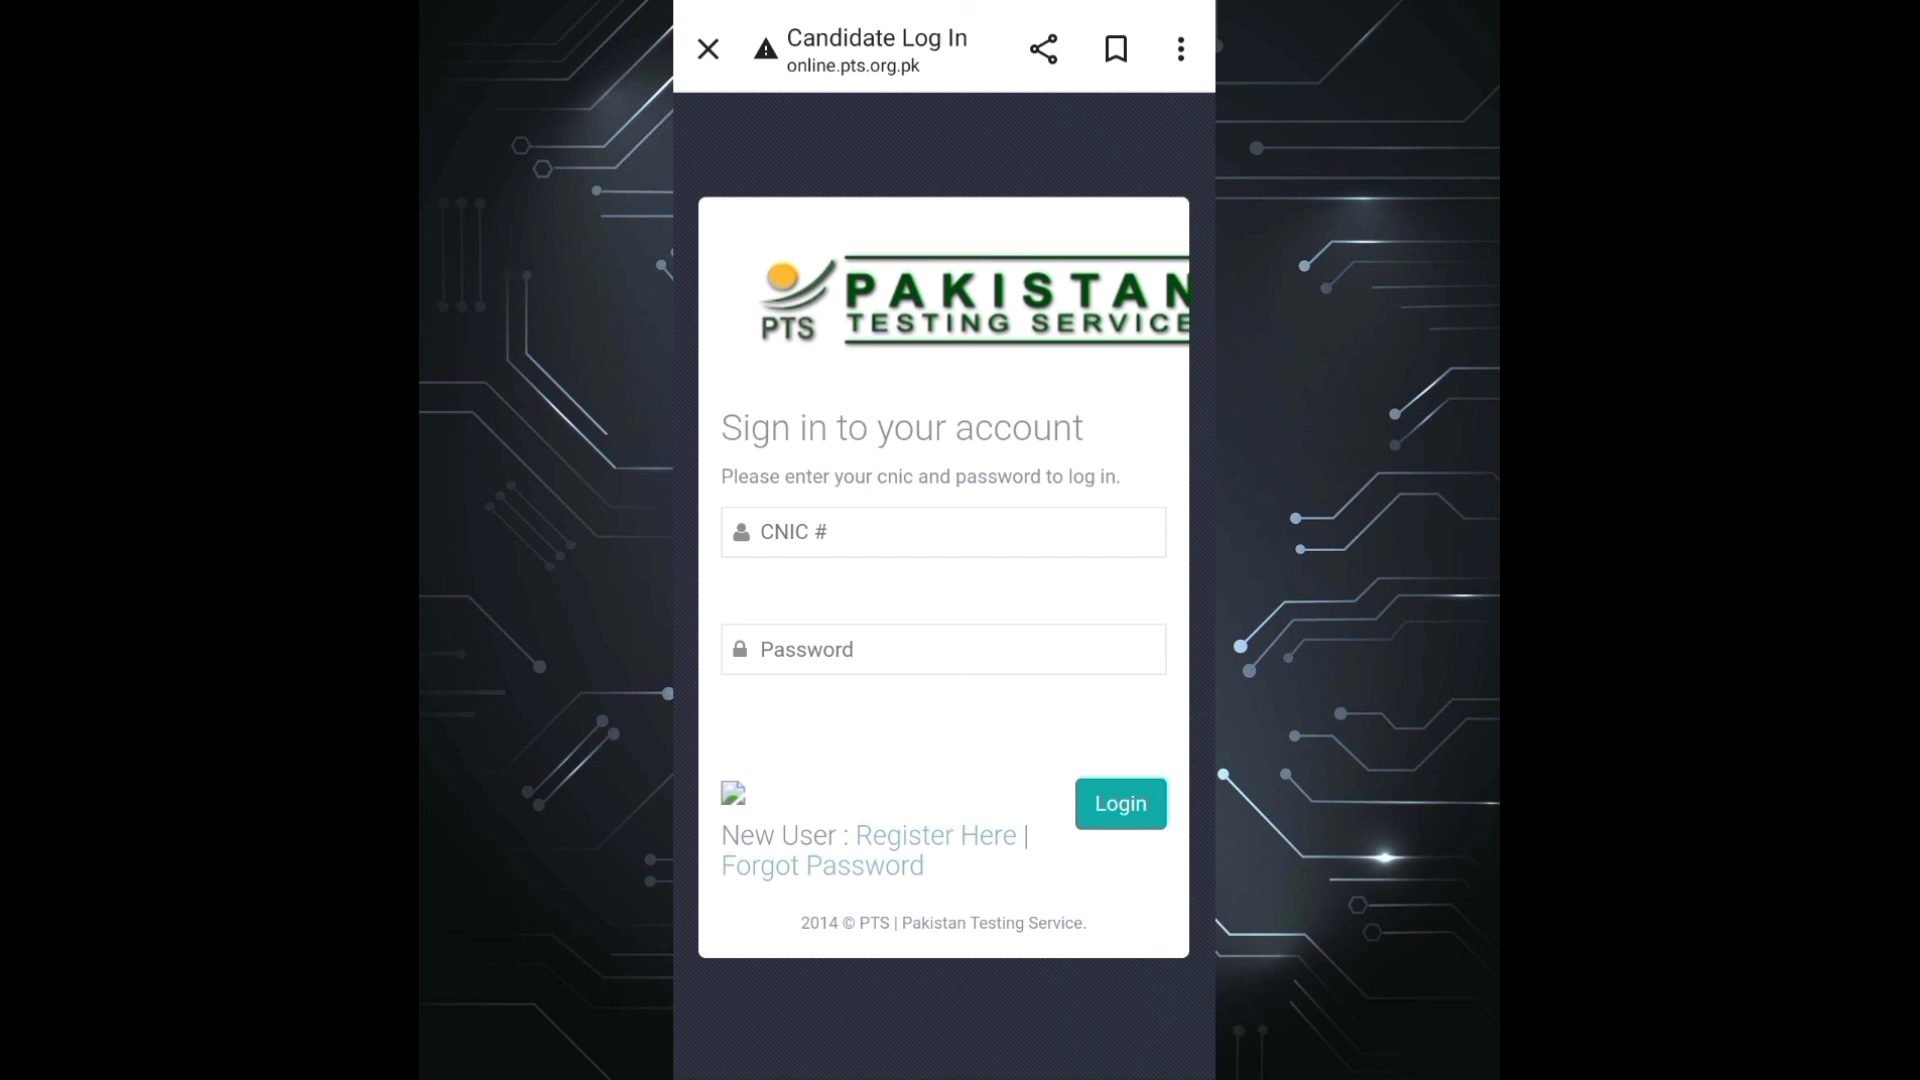 Candidate Log In
online.pts.org.pk
PAKISTAN
PTS TESTING SERVICE
Sign in to your account
Please enter your cnic and password to log in.
CNIC #
Password
Login
New User : Register Here |
Forgot Password
2014 © PTS | Pakistan Testing Service.